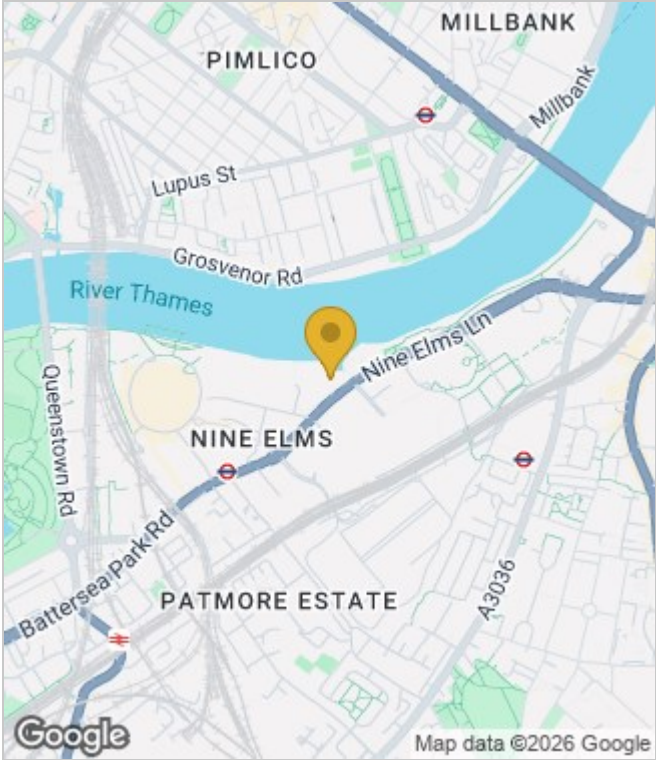 MILLBANK
PIMLICO
Millbank
Lupus St
Grosvenor Rd
River Thames
Nine Elms Ln
Queenstown Rd
NINE ELMS
Battersea Park Rd
A3036
PATMORE ESTATE
Google
Map data ©2026 Google